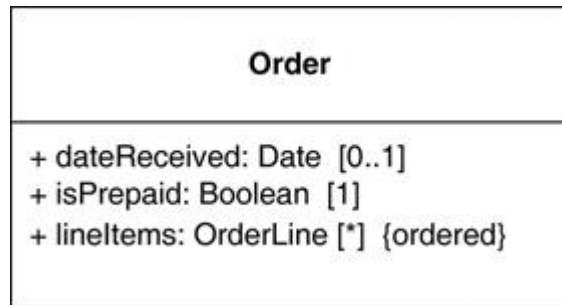 Order
+ dateReceived: Date [0..1]
+ isPrepaid: Boolean [1]
+ lineItems: OrderLine [*] {ordered}